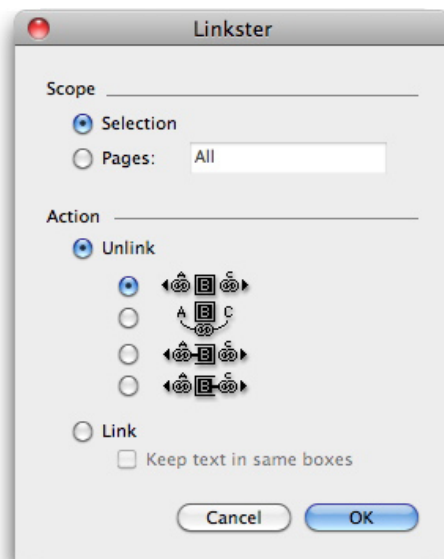 Linkster
Scope
Selection
Pages: All
Action
Unlink
A B C
A B C
A B C
A B C
Link
Keep text in same boxes
Cancel OK